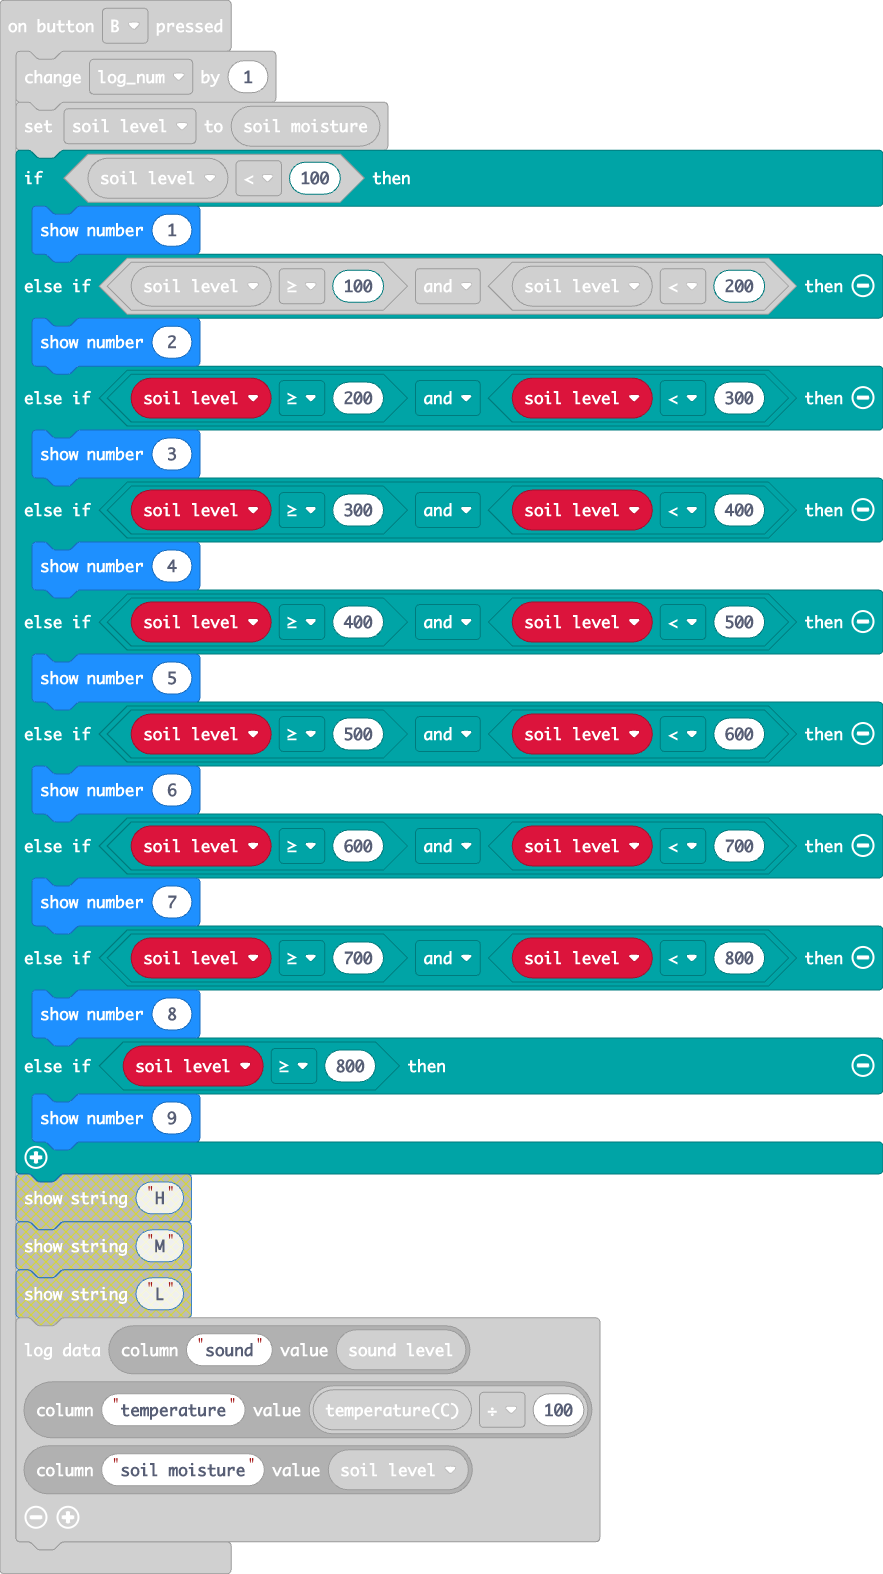 on button B pressed
change log_num by 1
set soil level to soil moisture
if soil level < 100 then
show number 1
else if soil level ≥ 100 and soil level < 200 then
show number 2
else if soil level ≥ 200 and soil level < 300 then
show number 3
else if soil level ≥ 300 and soil level < 400 then
show number 4
else if soil level ≥ 400 and soil level < 500 then
show number 5
else if soil level ≥ 500 and soil level < 600 then
show number 6
else if soil level ≥ 600 and soil level < 700 then
show number 7
else if soil level ≥ 700 and soil level < 800 then
show number 8
else if soil level ≥ 800 then
show number 9
show string "H"
show string "M"
show string "L"
log data column "sound" value sound level
column "temperature" value temperature(C) ÷ 100
column "soil moisture" value soil level